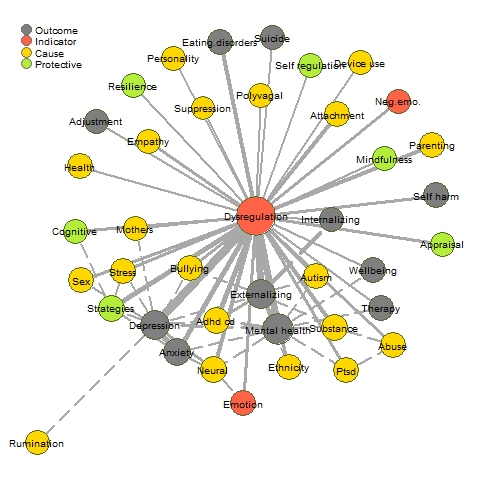 Outcome
Indicator
Cause
Protective
Eating.disorders
Suicide
Personality
Self regulation
Device use
Resilience
Polyvagal
Neg.emo.
Suppression
Attachment
Adjustment
Empathy
Parenting
Mindfulness
Health
Self harm
Dysregulation
Internalizing
Cognitive
Mothers
Appraisal
Bullying
Wellbeing
Stress
Sex
Autism
Externalizing
Strategies
Therapy
Adhd cd
Depression
Mental health
Substance
Abuse
Anxiety
Neural
Ethnicity
Ptsd
Emotion
Rumination